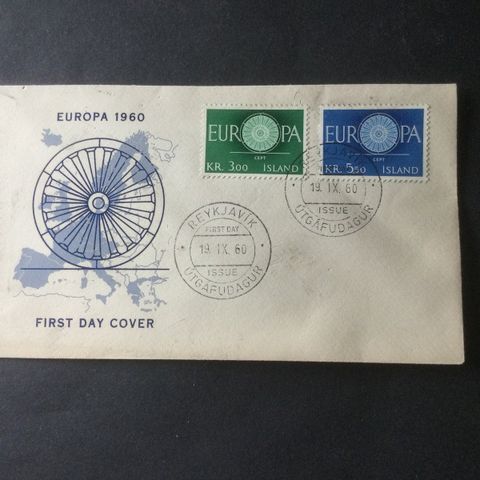 EUROPA 1960
FIRST DAY COVER
EUROPA
CEPT
KR. 3.00 ISLAND
EUROPA
CEPT
KR. 5.50 ISLAND
REYKJAVÍK
FIRST DAY
19. IX. 60
ISSUE
ÚTGÁFUDAGUR
19. IX. 60
ISSUE
ÚTGÁFUDAGUR